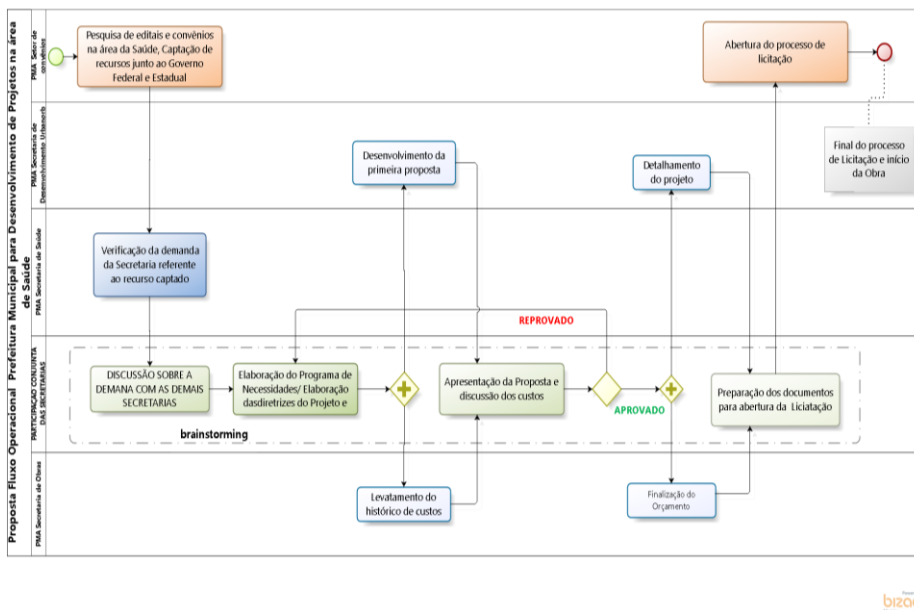 Proposta Fluxo Operacional Prefeitura Municipal para Desenvolvimento de Projetos na área
de Saúde
PMA Setor de
convênios
Pesquisa de editais e convênios
na área da Saúde, Captação de
recursos junto ao Governo
Federal e Estadual
Abertura do processo de
licitação
Final do processo
de Licitação e início
da Obra
PMA Secretaria de
Desenvolvimento Urbano
Desenvolvimento da
primeira proposta
Detalhamento
do projeto
PMA Secretaria de Saúde
Verificação da demanda
da Secretaria referente
ao recurso captado
REPROVADO
PARTICIPAÇÃO CONJUNTA
DAS SECRETARIAS
DISCUSSÃO SOBRE A
DEMANA COM AS DEMAIS
SECRETARIAS
Elaboração do Programa de
Necessidades/ Elaboração
dasdiretrizes do Projeto e
Apresentação da Proposta e
discussão dos custos
APROVADO
Preparação dos documentos
para abertura da Liciatação
brainstorming
PMA Secretaria de Obras
Levatamento do
histórico de custos
Finalização do
Orçamento